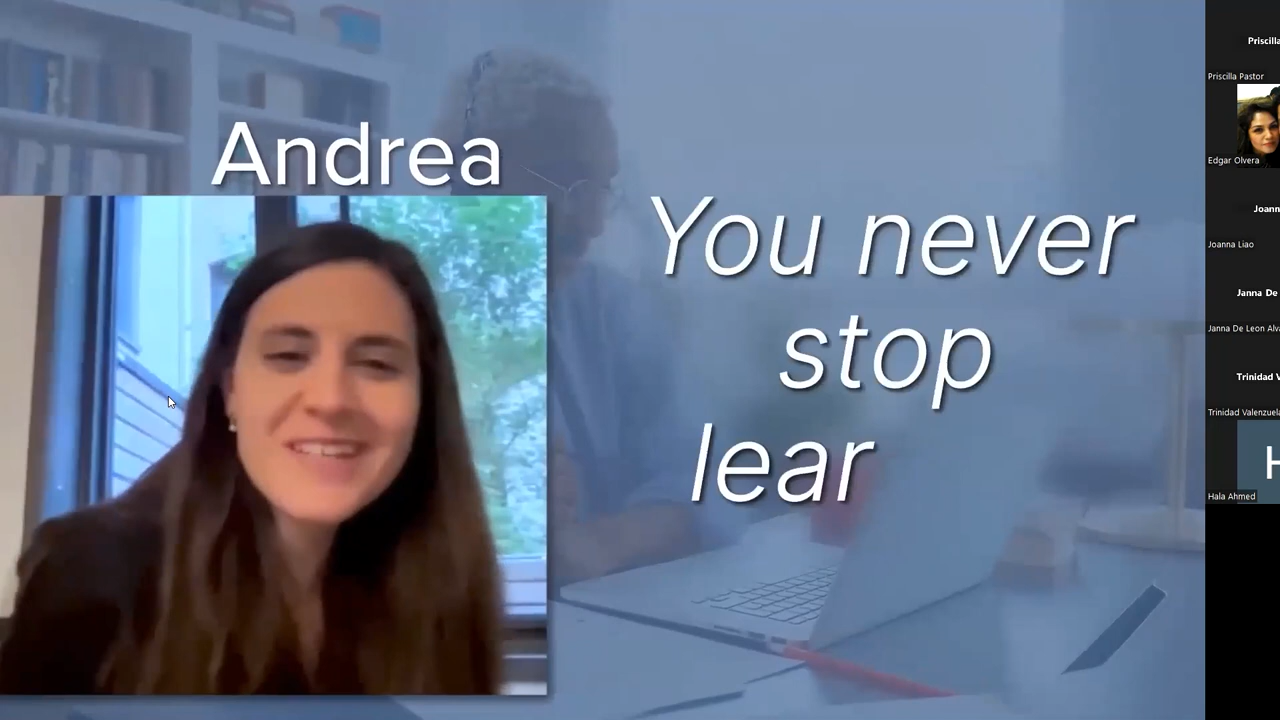 Andrea
You never
stop
lear
Priscilla
Priscilla Pastor
Edgar Olvera
Joann
Joanna Liao
Janna De
Janna De Leon Alva
Trinidad V
Trinidad Valenzuela
H
Hala Ahmed